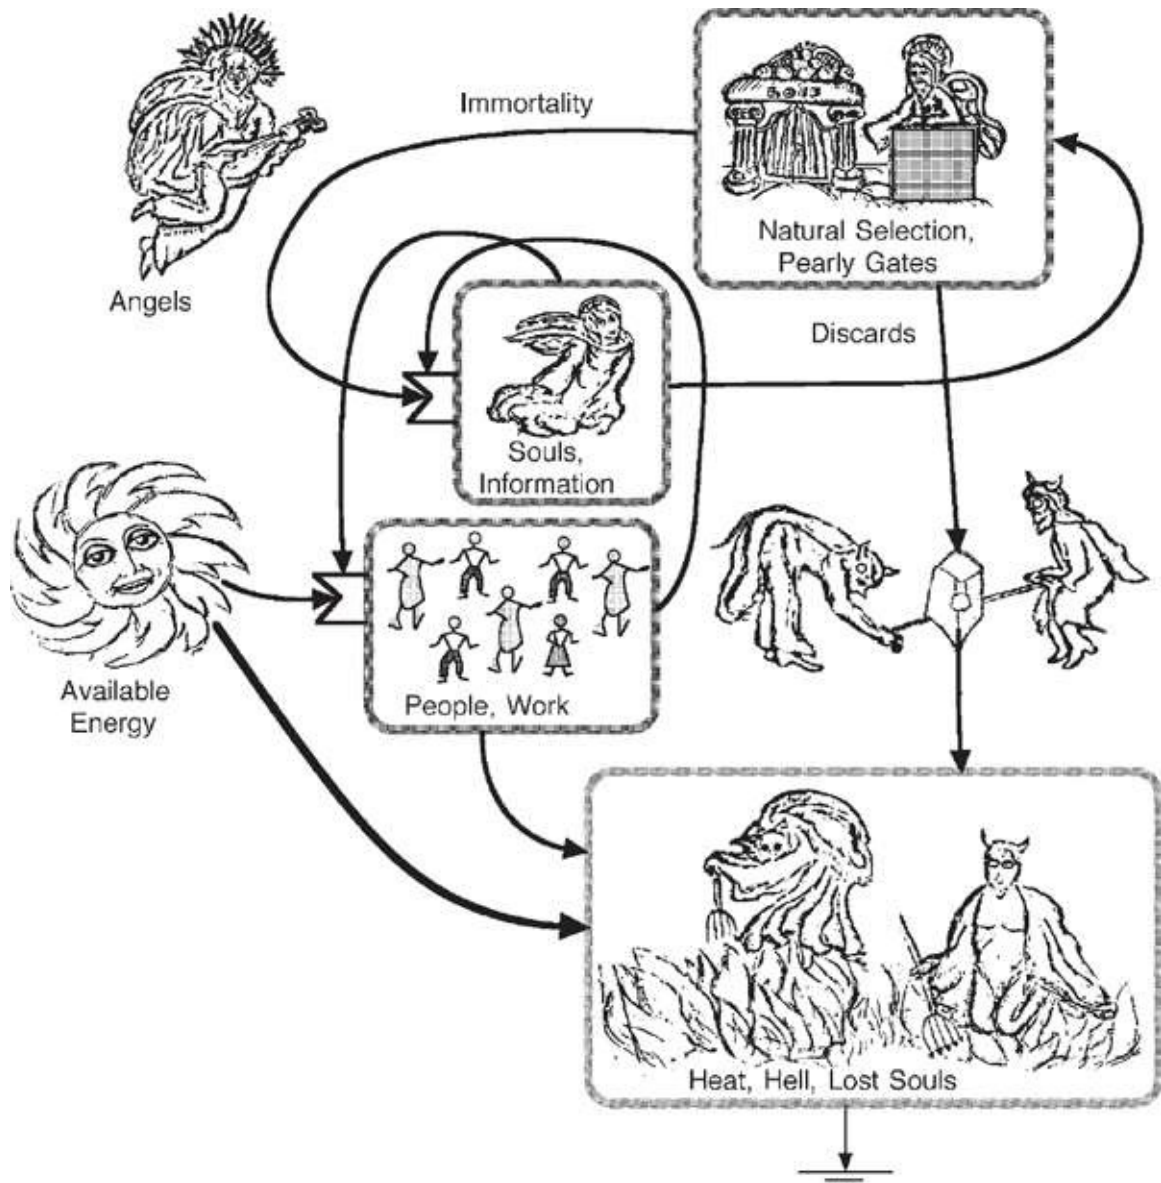 Immortality
Natural Selection,
Pearly Gates
Angels
Discards
Souls,
Information
Available
Energy
People, Work
Heat, Hell, Lost Souls